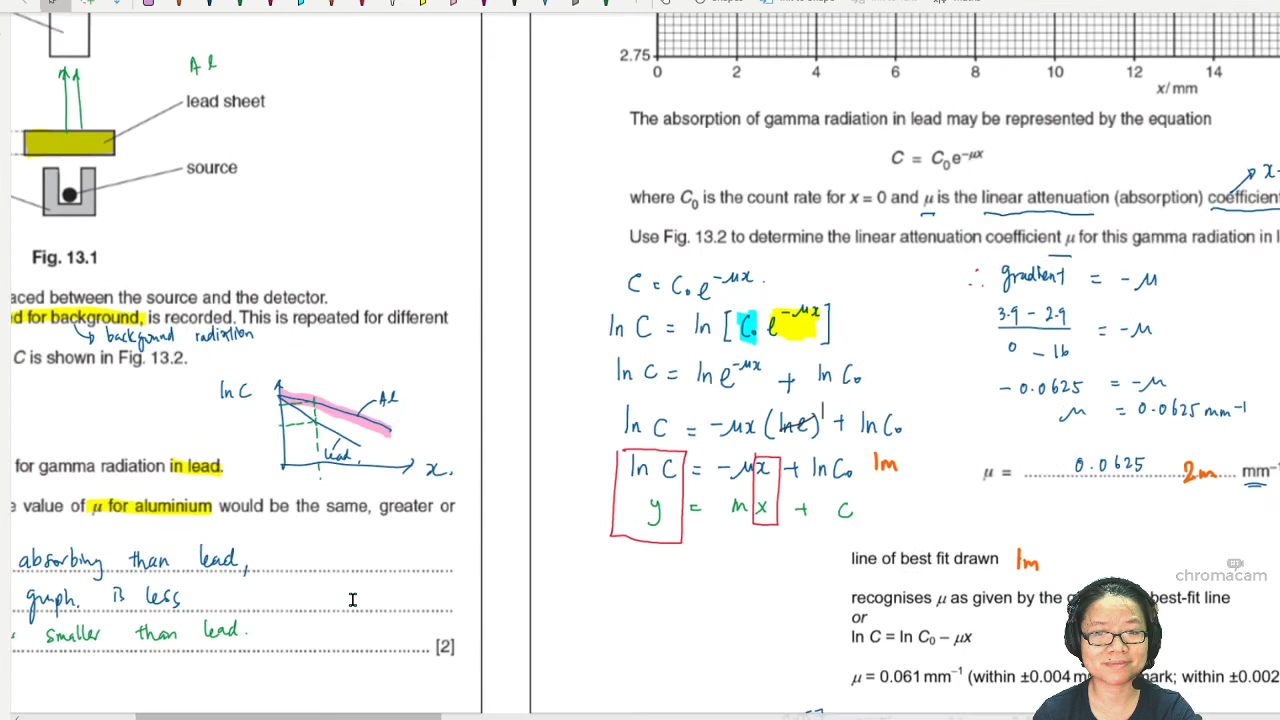 Al
lead sheet
source
Fig. 13.1
aced between the source and the detector.
d for background, is recorded. This is repeated for different
background radiation
C is shown in Fig. 13.2.
ln C
Al
lead
x.
for gamma radiation in lead.
e value of μ for aluminium would be the same, greater or
absorbing than lead,
graph. is less
smaller than lead.
[2]
2.75
0 2 4 6 8 10 12 14
x/mm
The absorption of gamma radiation in lead may be represented by the equation
C = C₀e^−μx
where C₀ is the count rate for x = 0 and μ is the linear attenuation (absorption) coefficient
Use Fig. 13.2 to determine the linear attenuation coefficient μ for this gamma radiation in l
C = C₀e^−μx.
ln C = ln [C₀ e^−μx]
ln C = ln e^−μx + ln C₀
ln C = −μx (ln e)¹ + ln C₀
ln C = −μx + ln C₀ 1m
y = mx + c
∴ gradient = −μ
3.9 − 2.9 / 0 − 16 = −μ
−0.0625 = −μ
μ = 0.0625 mm⁻¹
μ = 0.0625 2m mm⁻¹
line of best fit drawn 1m
recognises μ as given by the g best-fit line
or
ln C = ln C₀ − μx
μ = 0.061 mm⁻¹ (within ±0.004 m mark; within ±0.002
chromacam